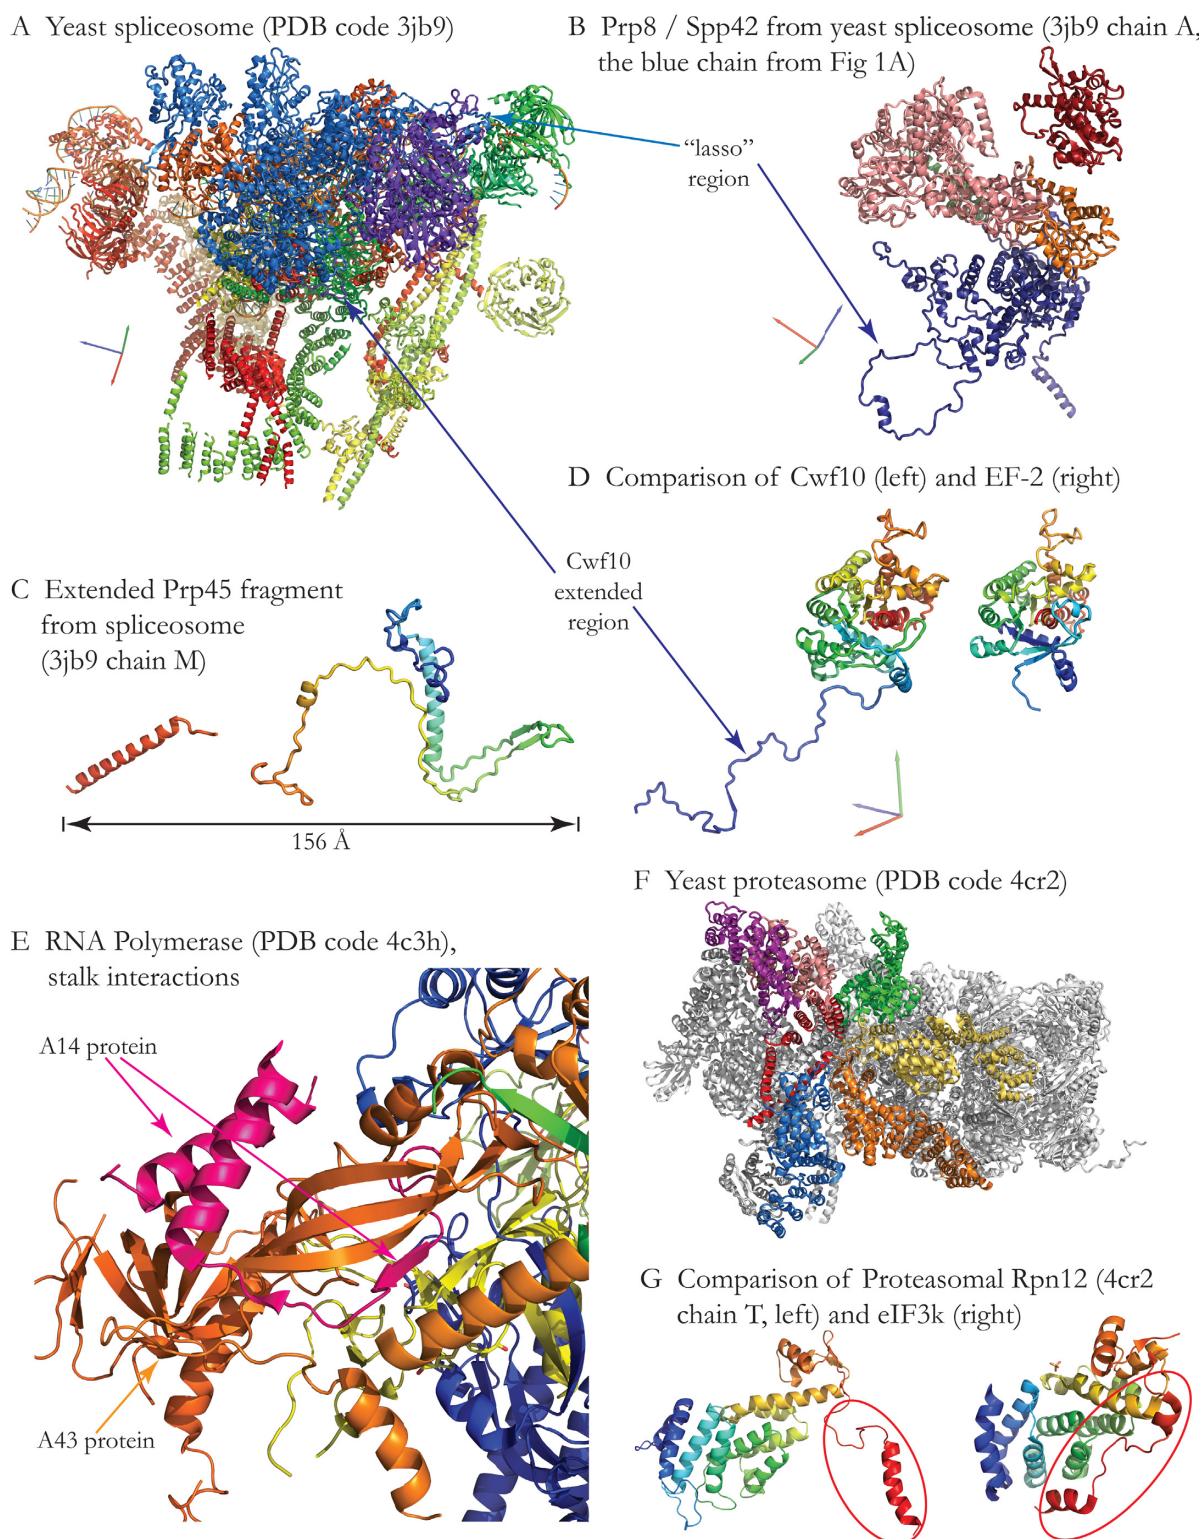 A Yeast spliceosome (PDB code 3jb9)
B Prp8 / Spp42 from yeast spliceosome (3jb9 chain A,
the blue chain from Fig 1A)
“lasso”
region
D Comparison of Cwf10 (left) and EF-2 (right)
Cwf10
extended
region
C Extended Prp45 fragment
from spliceosome
(3jb9 chain M)
156 Å
F Yeast proteasome (PDB code 4cr2)
E RNA Polymerase (PDB code 4c3h),
stalk interactions
A14 protein
A43 protein
G Comparison of Proteasomal Rpn12 (4cr2
chain T, left) and eIF3k (right)